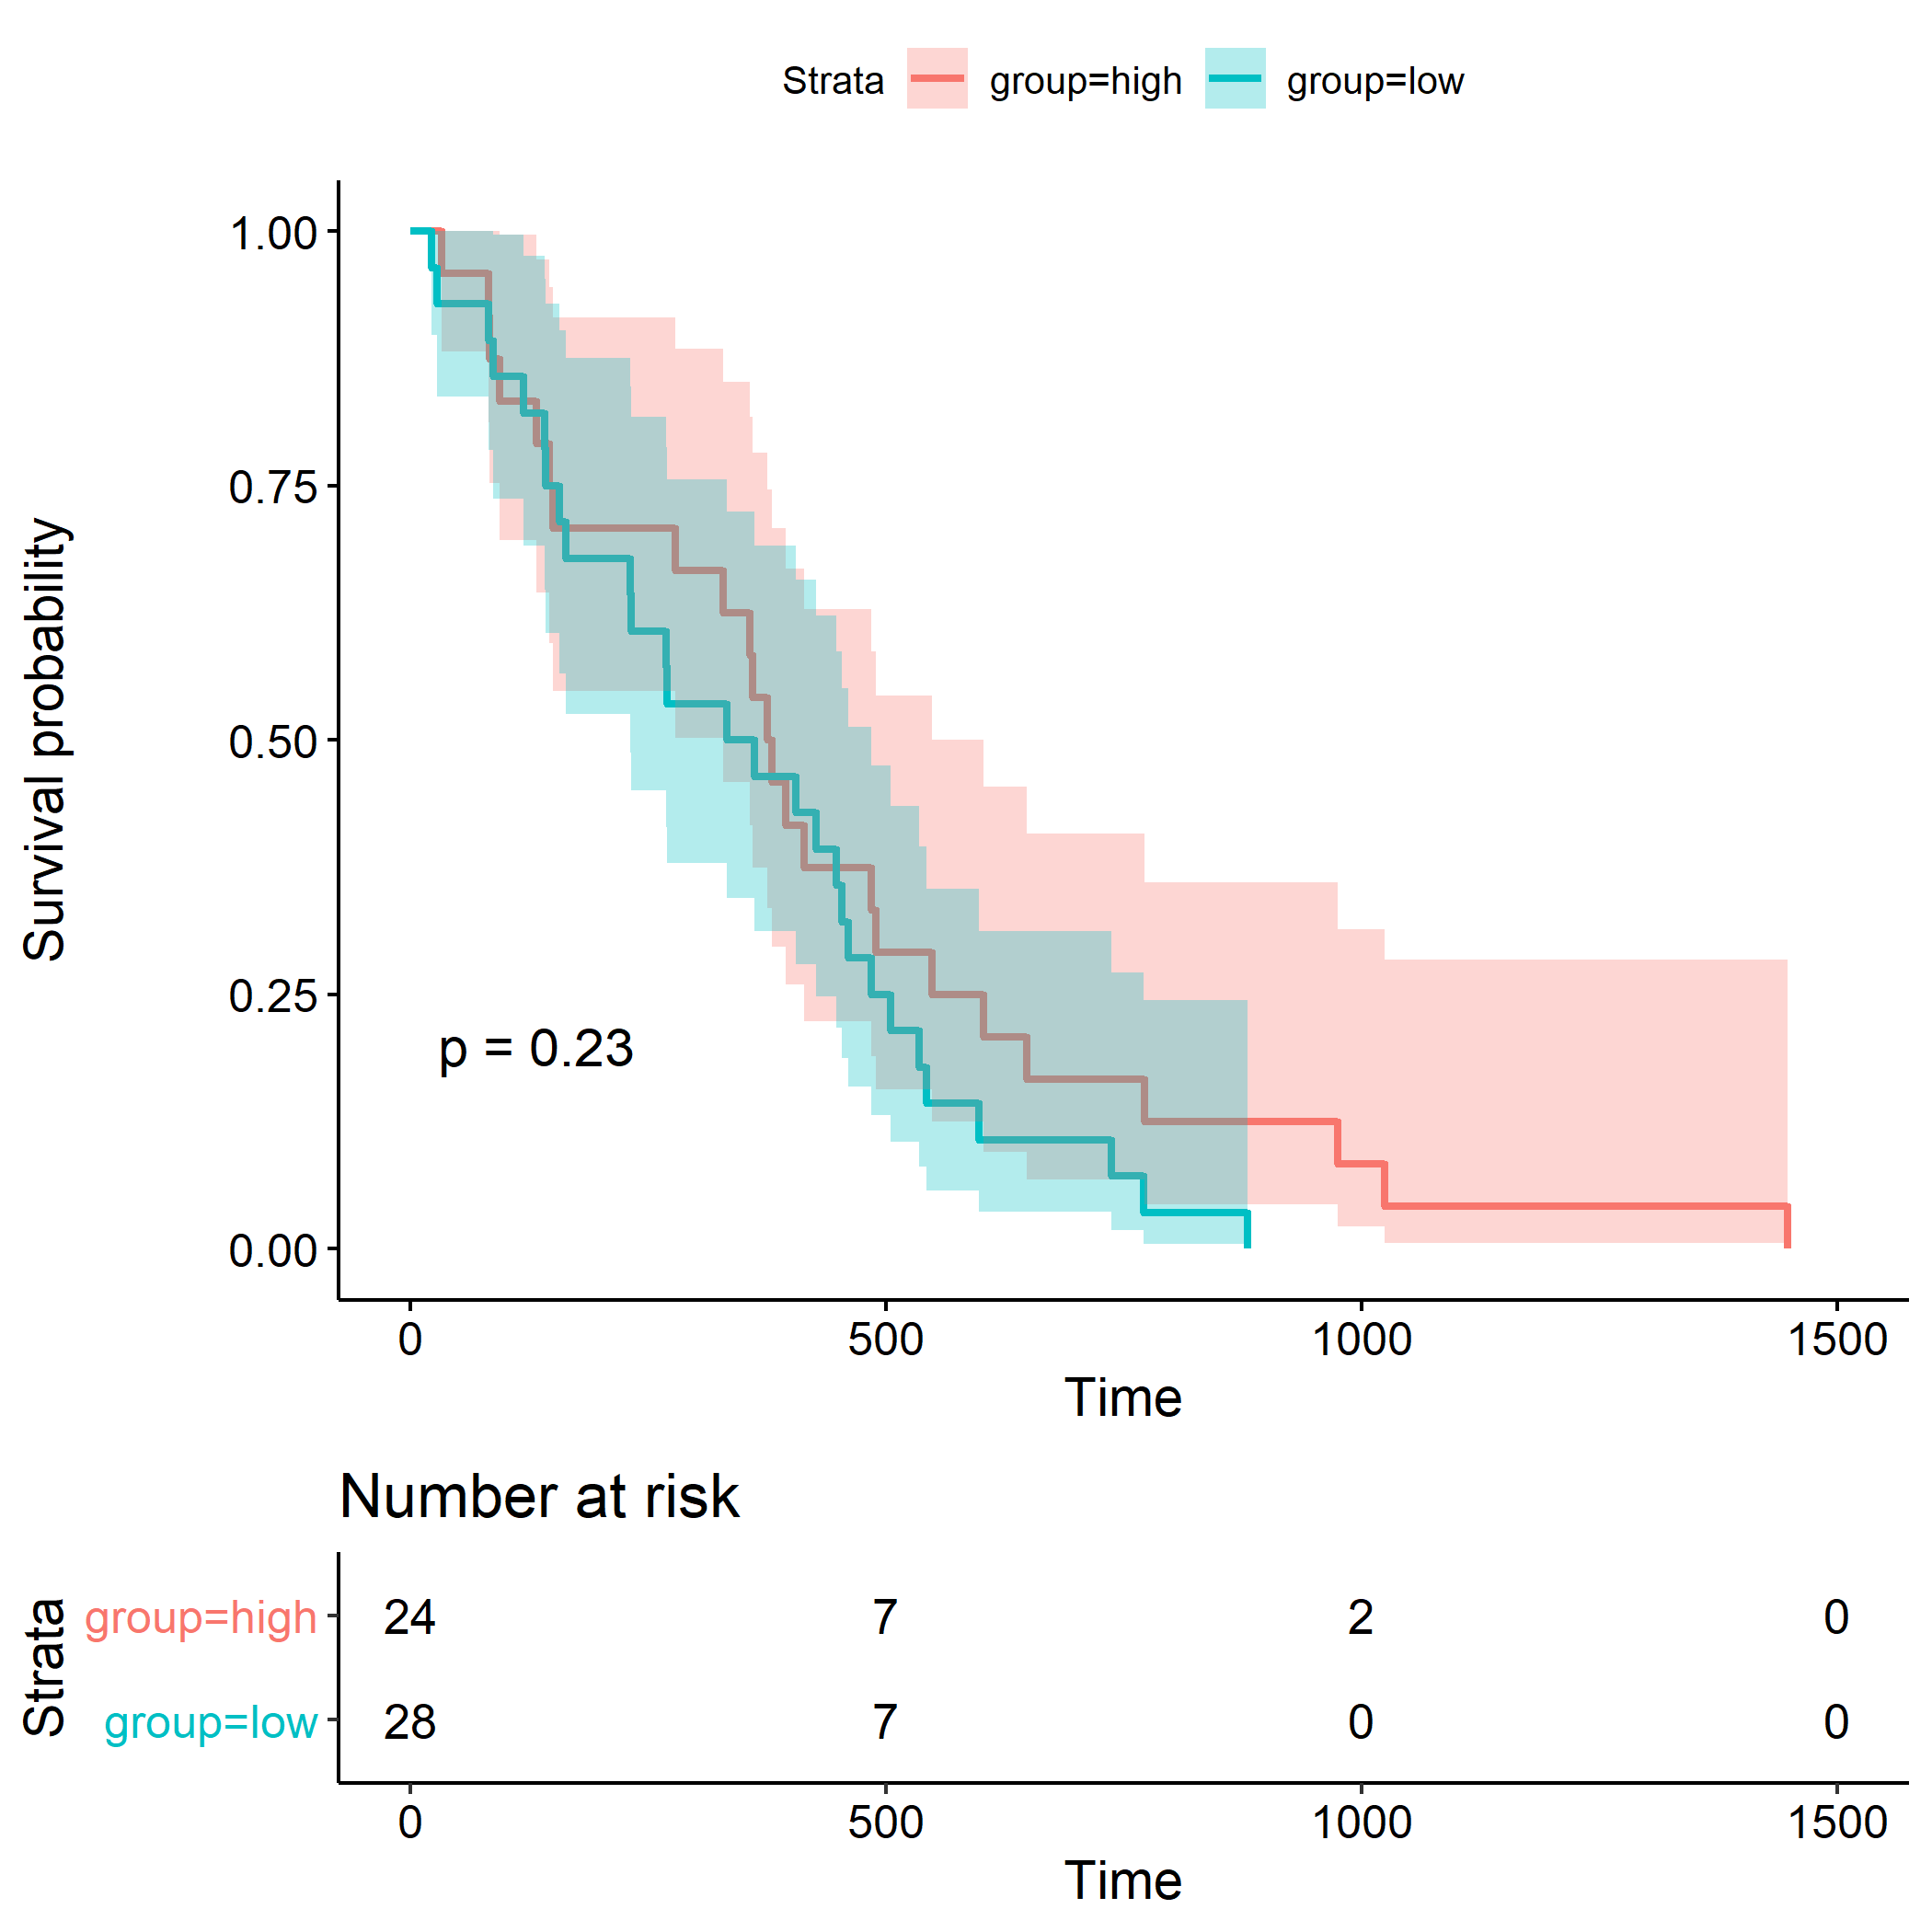 Strata group=high group=low
Survival probability
1.00
0.75
0.50
0.25
0.00
p = 0.23
0 500 1000 1500
Time
Number at risk
Strata
group=high 24 7 2 0
group=low 28 7 0 0
0 500 1000 1500
Time